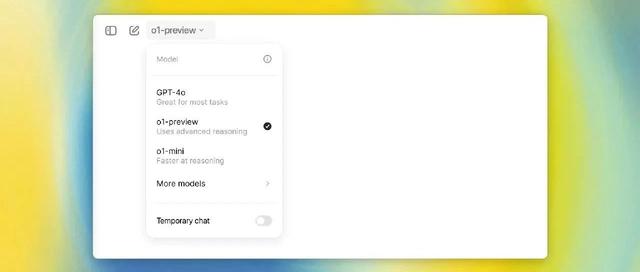 o1-preview
Model
GPT-4o
Great for most tasks
o1-preview
Uses advanced reasoning
o1-mini
Faster at reasoning
More models
Temporary chat